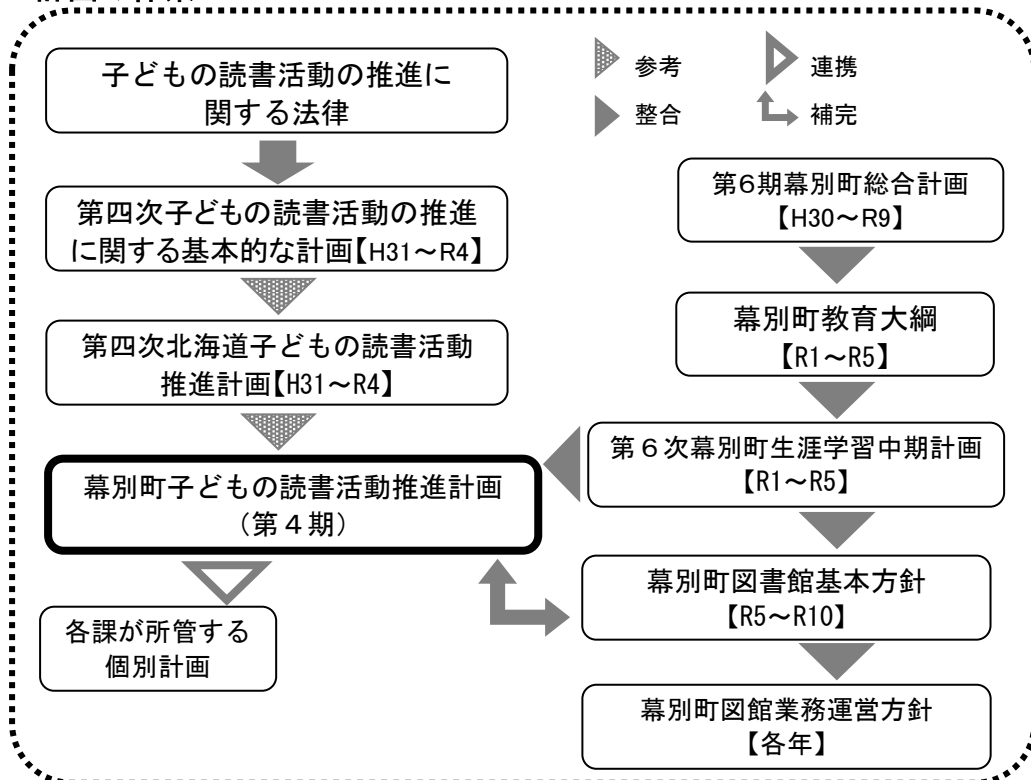 子どもの読書活動の推進に
関する法律
第四次子どもの読書活動の推進
に関する基本的な計画【H31～R4】
第四次北海道子どもの読書活動
推進計画【H31～R4】
幕別町子どもの読書活動推進計画
（第４期）
各課が所管する
個別計画
参考
連携
整合
補完
第６期幕別町総合計画
【H30～R9】
幕別町教育大綱
【R1～R5】
第６次幕別町生涯学習中期計画
【R1～R5】
幕別町図書館基本方針
【R5～R10】
幕別町図館業務運営方針
【各年】